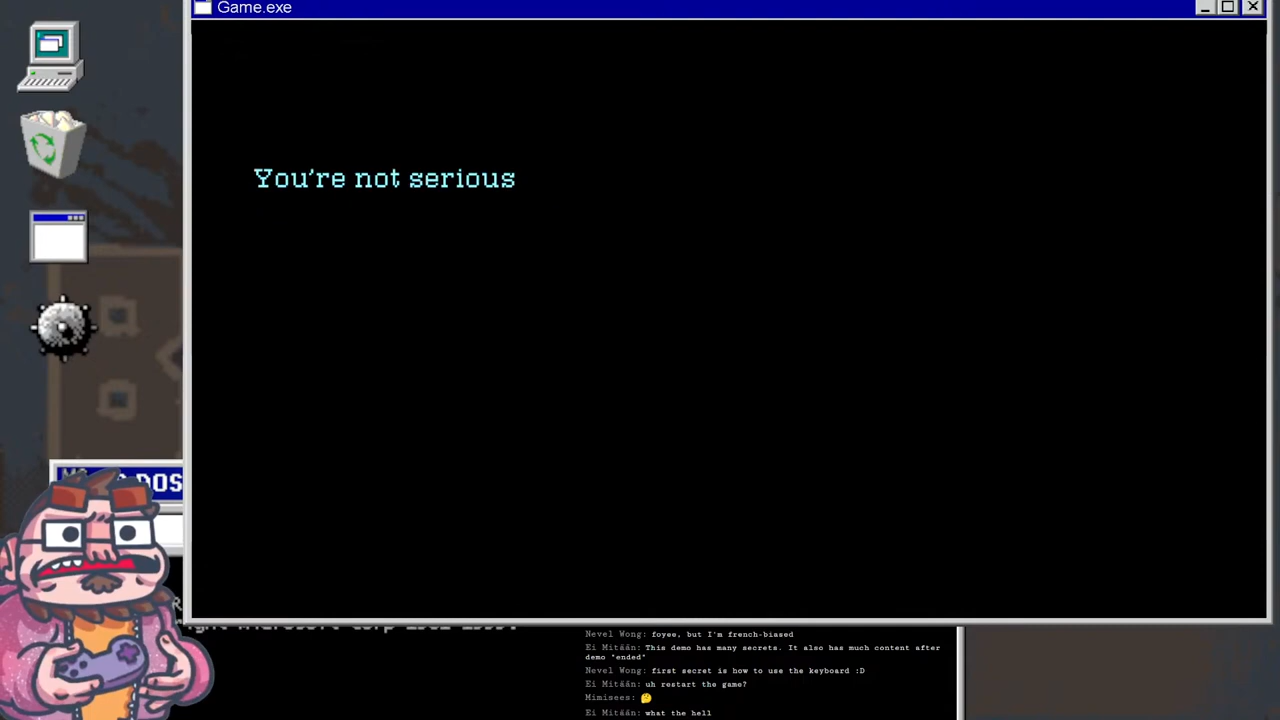 Game.exe
You're not serious
DOS
Nevel Wong: foyee, but I'm french-biased
Ei Mitään: This demo has many secrets. It also has much content after
demo "ended"
Nevel Wong: first secret is how to use the keyboard :D
Ei Mitään: uh restart the game?
Mimisees: 🤔
Ei Mitään: what the hell